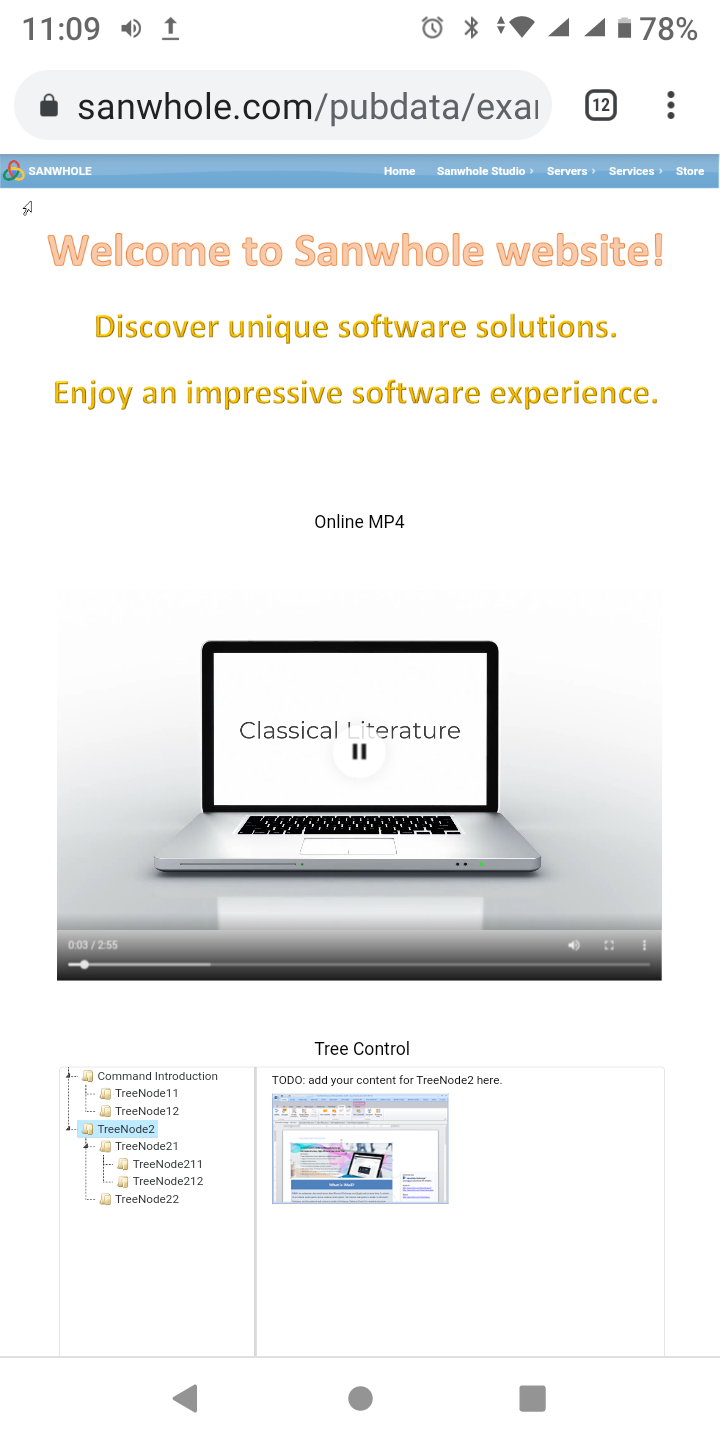 11:09
78%
sanwhole.com/pubdata/exa
12
SANWHOLE
Home Sanwhole Studio › Servers › Services › Store
Welcome to Sanwhole website!
Discover unique software solutions.
Enjoy an impressive software experience.
Online MP4
Classical Literature
0:03 / 2:55
Tree Control
Command Introduction
TreeNode11
TreeNode12
TreeNode2
TreeNode21
TreeNode211
TreeNode212
TreeNode22
TODO: add your content for TreeNode2 here.